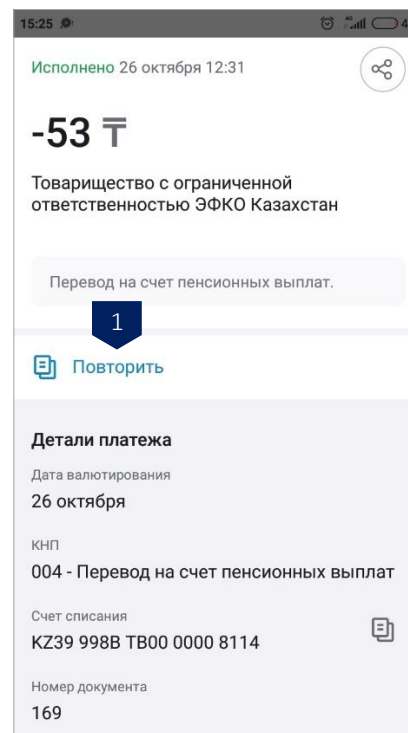 15:25
4G 4
Исполнено 26 октября 12:31
-53 ₸
Товарищество с ограниченной
ответственностью ЭФКО Казахстан
Перевод на счет пенсионных выплат.
1
Повторить
Детали платежа
Дата валютирования
26 октября
КНП
004 - Перевод на счет пенсионных выплат
Счет списания
KZ39 998B TB00 0000 8114
Номер документа
169